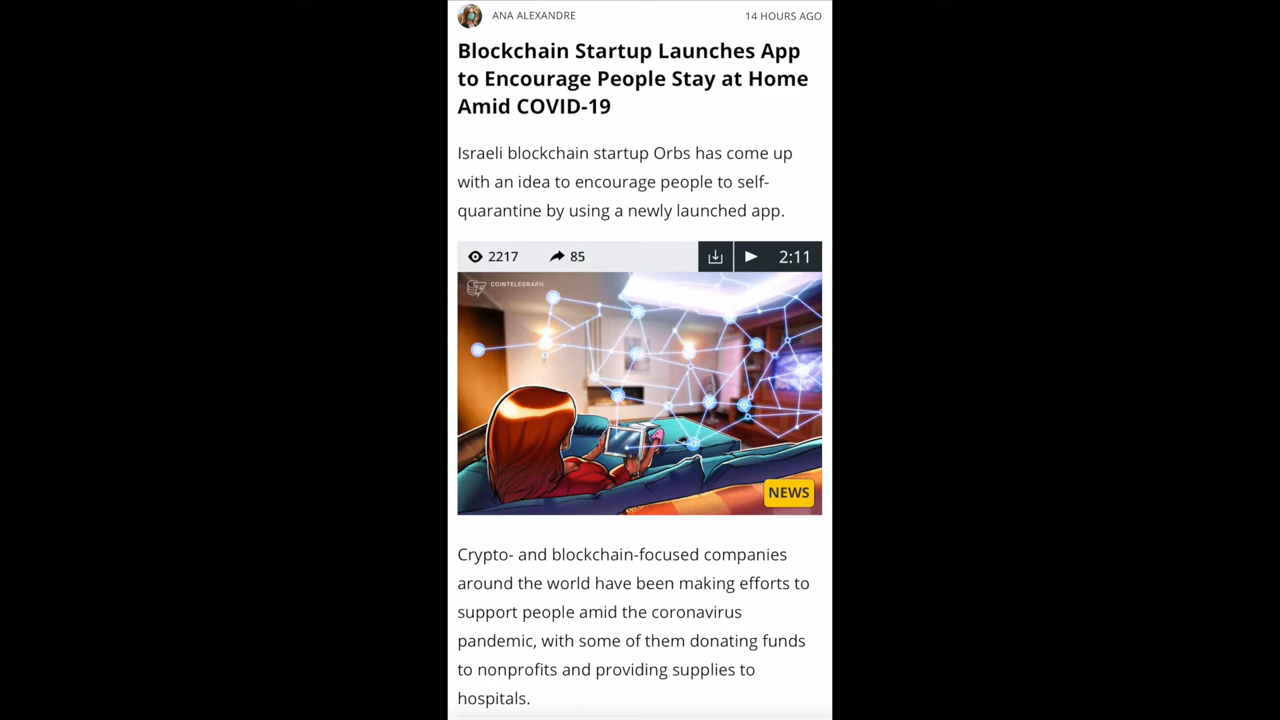 ANA ALEXANDRE
14 HOURS AGO
Blockchain Startup Launches App
to Encourage People Stay at Home
Amid COVID-19
Israeli blockchain startup Orbs has come up
with an idea to encourage people to self-
quarantine by using a newly launched app.
2217
85
2:11
COINTELEGRAPH
NEWS
Crypto- and blockchain-focused companies
around the world have been making efforts to
support people amid the coronavirus
pandemic, with some of them donating funds
to nonprofits and providing supplies to
hospitals.